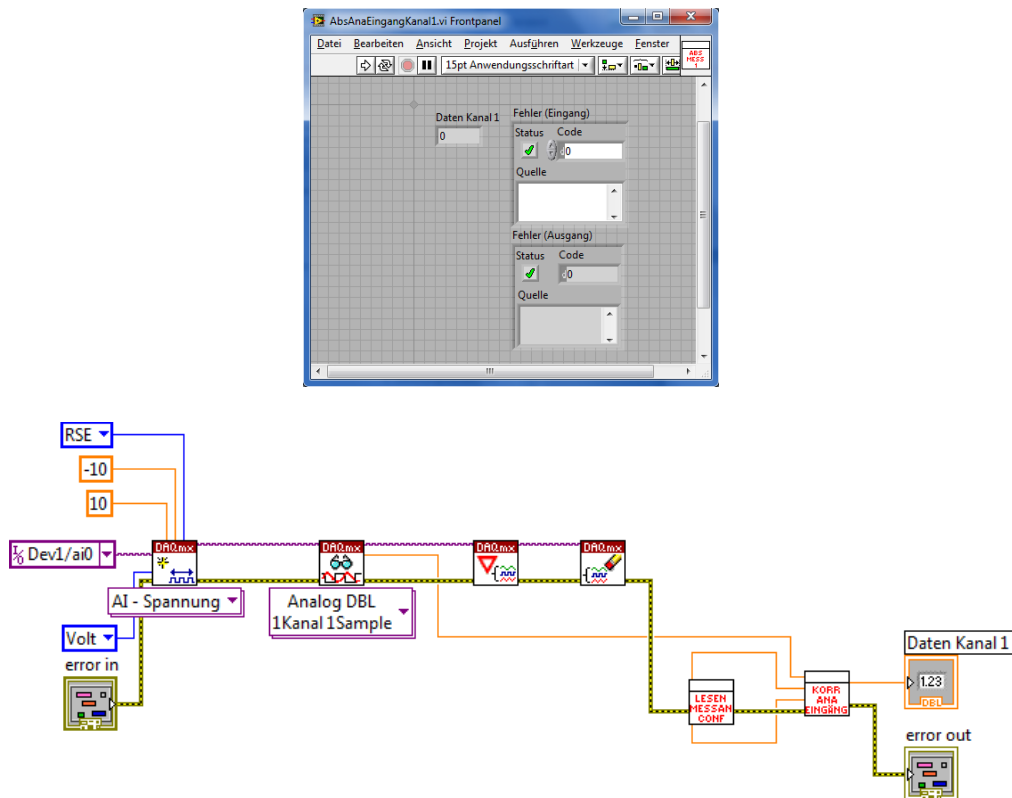 AbsAnaEingangKanal1.vi Frontpanel
Datei Bearbeiten Ansicht Projekt Ausführen Werkzeuge Fenster
ABS
MESS
1
15pt Anwendungsschriftart
Daten Kanal 1
0
Fehler (Eingang)
Status Code
0
Quelle
Fehler (Ausgang)
Status Code
0
Quelle
RSE
-10
10
Dev1/ai0
DAQmx
DAQmx
DAQmx
DAQmx
AI - Spannung
Analog DBL
1Kanal 1Sample
Volt
error in
LESEN
MESSAN
CONF
KORR
ANA
EINGÄNG
Daten Kanal 1
1.23
DBL
error out